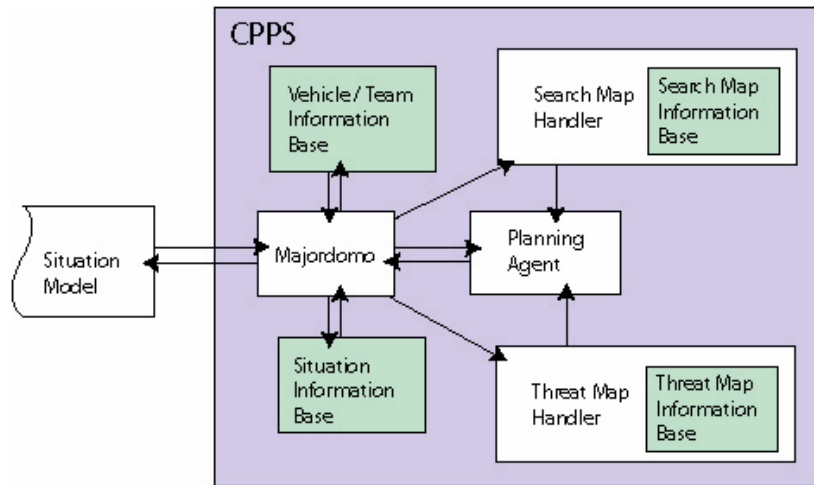 CPPS
Vehicle / Team
Information
Base
Search Map
Handler
Search Map
Information
Base
Situation
Model
Majordomo
Planning
Agent
Situation
Information
Base
Threat Map
Handler
Threat Map
Information
Base